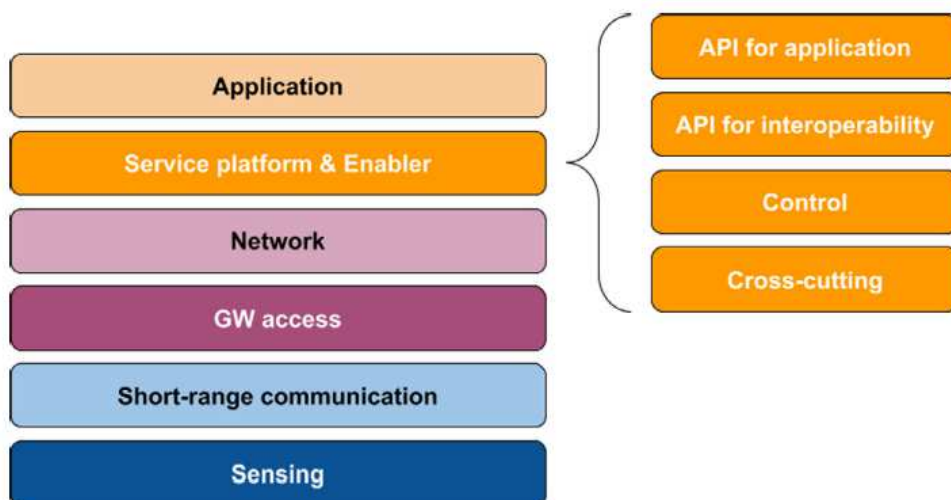 Application
Service platform & Enabler
Network
GW access
Short-range communication
Sensing
API for application
API for interoperability
Control
Cross-cutting